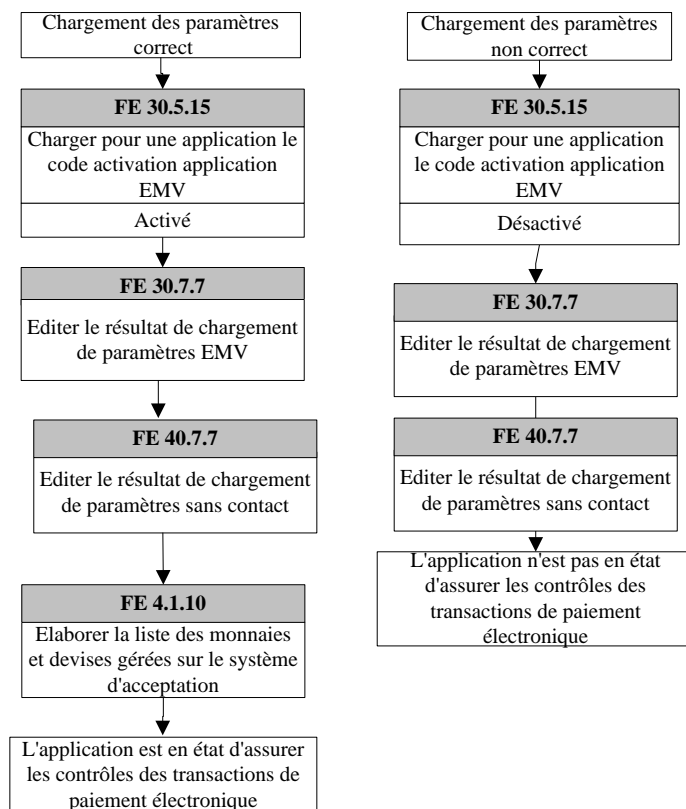 Chargement des paramètres
correct
FE 30.5.15
Charger pour une application le
code activation application
EMV
Activé
FE 30.7.7
Editer le résultat de chargement
de paramètres EMV
FE 40.7.7
Editer le résultat de chargement
de paramètres sans contact
FE 4.1.10
Elaborer la liste des monnaies
et devises gérées sur le système
d'acceptation
L'application est en état d'assurer
les contrôles des transactions de
paiement électronique
Chargement des paramètres
non correct
FE 30.5.15
Charger pour une application
le code activation application
EMV
Désactivé
FE 30.7.7
Editer le résultat de chargement
de paramètres EMV
FE 40.7.7
Editer le résultat de chargement
de paramètres sans contact
L'application n'est pas en état
d'assurer les contrôles des
transactions de paiement
électronique